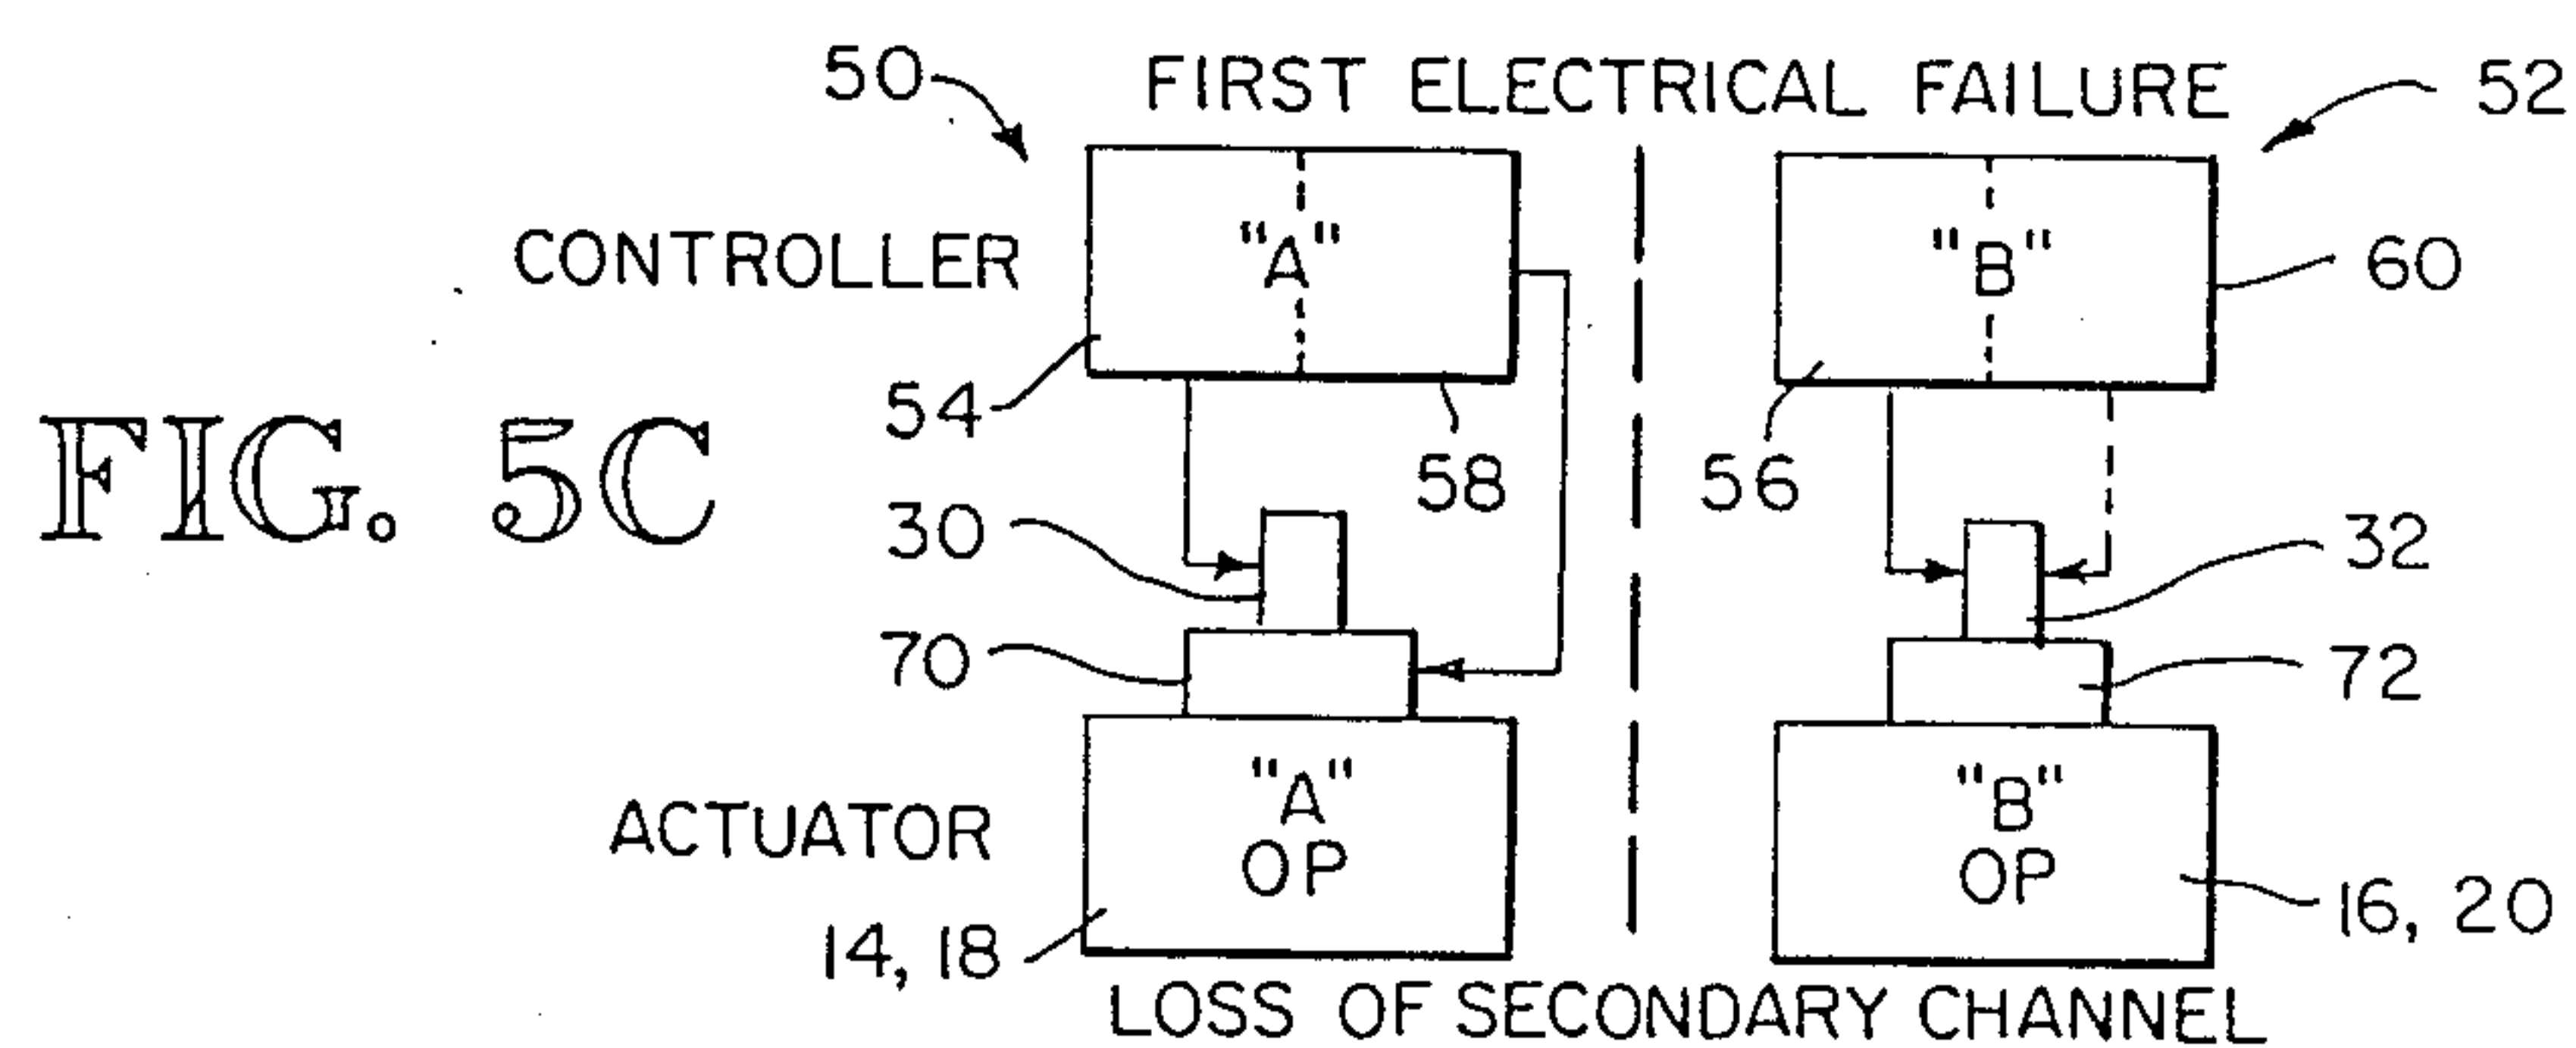 50 FIRST ELECTRICAL FAILURE 52
CONTROLLER "A" "B" 60
54 58 56
FIG. 5C
30 32
70 72
ACTUATOR "A" OP "B" OP
14, 18 16, 20
LOSS OF SECONDARY CHANNEL